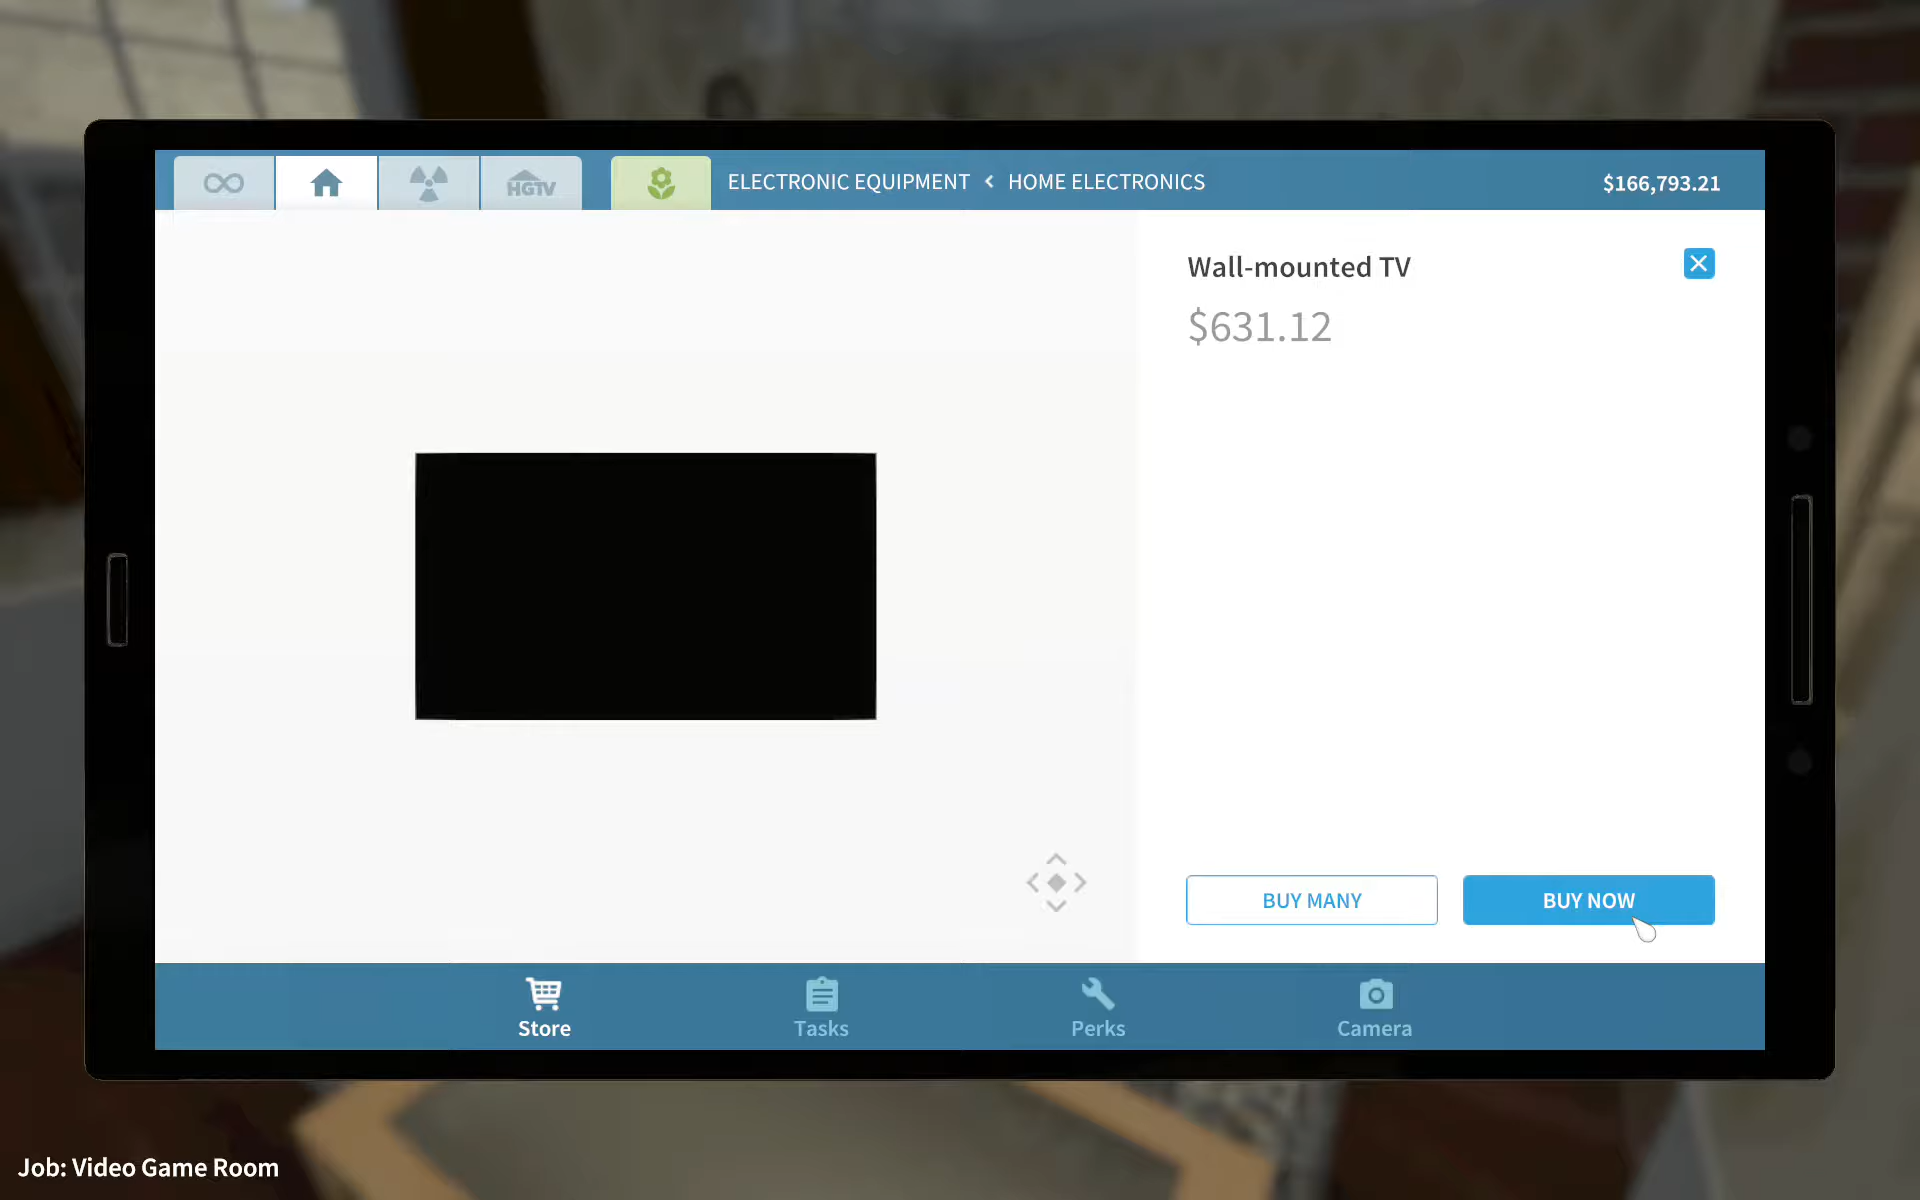 HGTV
ELECTRONIC EQUIPMENT < HOME ELECTRONICS
$166,793.21
Wall-mounted TV
$631.12
BUY MANY
BUY NOW
Store
Tasks
Perks
Camera
Job: Video Game Room